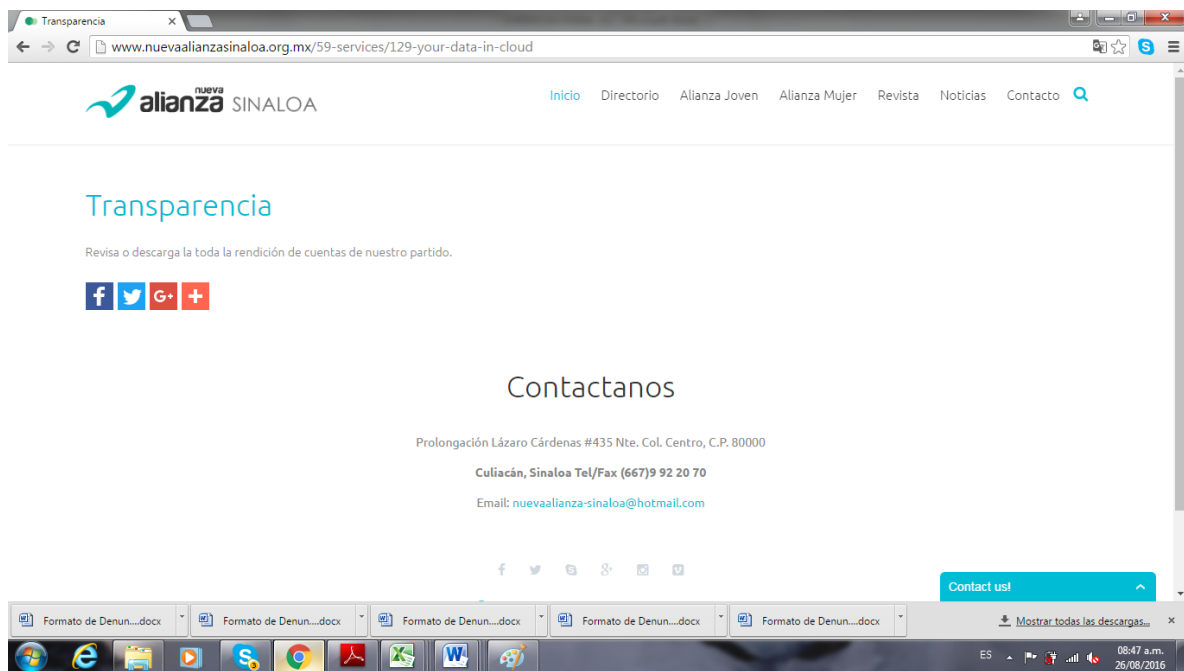 Transparencia
www.nuevaalianzasinaloa.org.mx/59-services/129-your-data-in-cloud
nueva
alianza SINALOA
Inicio Directorio Alianza Joven Alianza Mujer Revista Noticias Contacto
Transparencia
Revisa o descarga la toda la rendición de cuentas de nuestro partido.
Contactanos
Prolongación Lázaro Cárdenas #435 Nte. Col. Centro, C.P. 80000
Culiacán, Sinaloa Tel/Fax (667)9 92 20 70
Email: nuevaalianza-sinaloa@hotmail.com
Contact us!
Formato de Denun....docx Formato de Denun....docx Formato de Denun....docx Formato de Denun....docx Formato de Denun....docx Mostrar todas las descargas...
ES 08:47 a.m.
26/08/2016